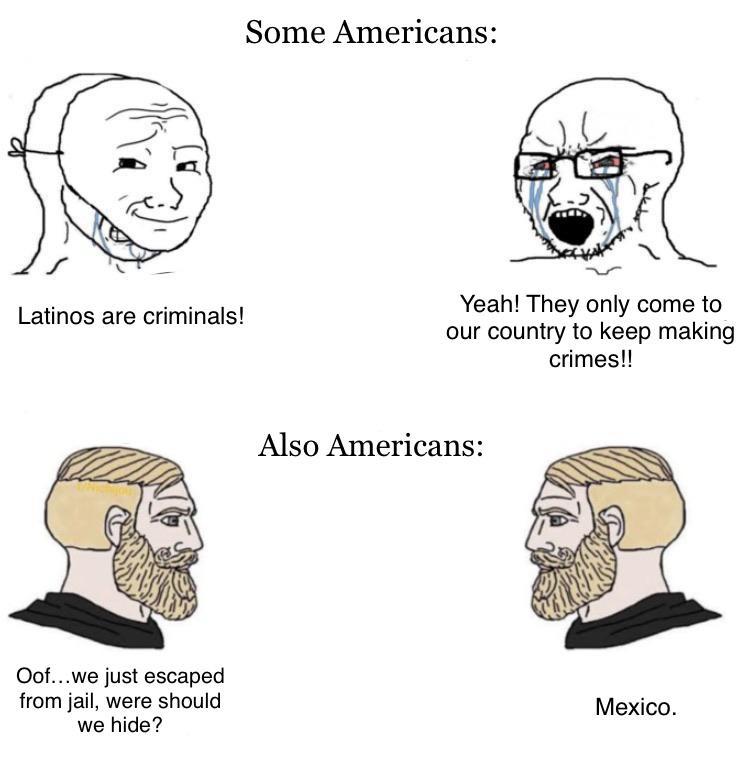 Some Americans:
Latinos are criminals!
Yeah! They only come to
our country to keep making
crimes!!
Also Americans:
Oof...we just escaped
from jail, were should
we hide?
Mexico.